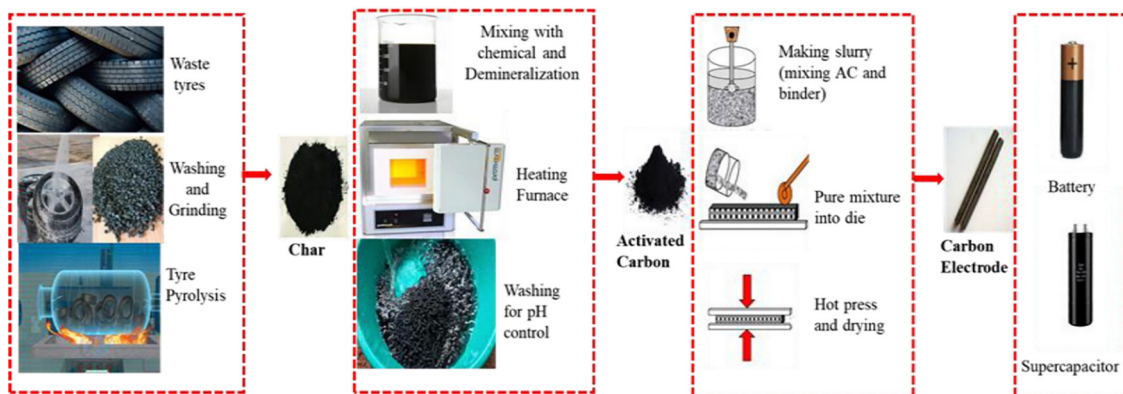 Waste
tyres
Washing
and
Grinding
Tyre
Pyrolysis
Char
Mixing with
chemical and
Demineralization
Heating
Furnace
Washing
for pH
control
Activated
Carbon
Making slurry
(mixing AC and
binder)
Pure mixture
into die
Hot press
and drying
Carbon
Electrode
+
Battery
Supercapacitor